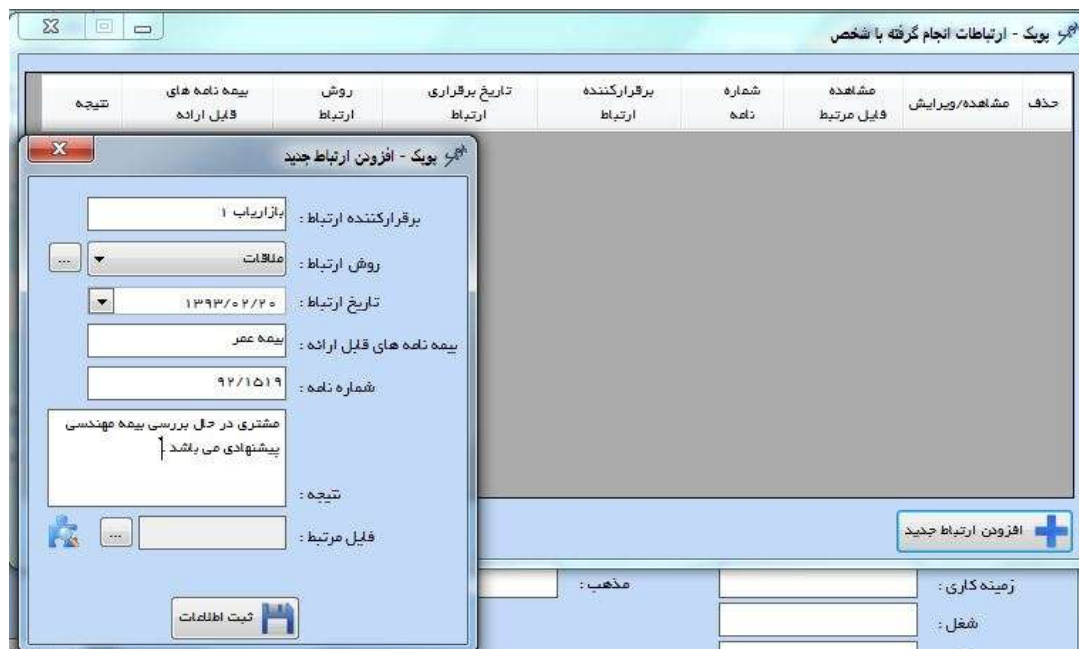 پویک - ارتباطات انجام گرفته با شخص
حذف
مشاهده/ویرایش
مشاهده
فایل مرتبط
شماره
نامه
برقرارکننده
ارتباط
تاریخ برقراری
ارتباط
روش
ارتباط
بیمه نامه های
قابل ارائه
نتیجه
پویک - افزودن ارتباط جدید
برقرارکننده ارتباط : بازاریاب ۱
روش ارتباط : ملاقات ...
تاریخ ارتباط : ۱۳۹۳/۰۲/۲۰
بیمه نامه های قابل ارائه : بیمه عمر
شماره نامه : ۹۲/۱۵۱۹
مشتری در حال بررسی بیمه مهندسی
پیشنهادی می باشد .
نتیجه :
فایل مرتبط : ...
ثبت اطلاعات
افزودن ارتباط جدید
زمینه کاری :
مذهب :
شغل :